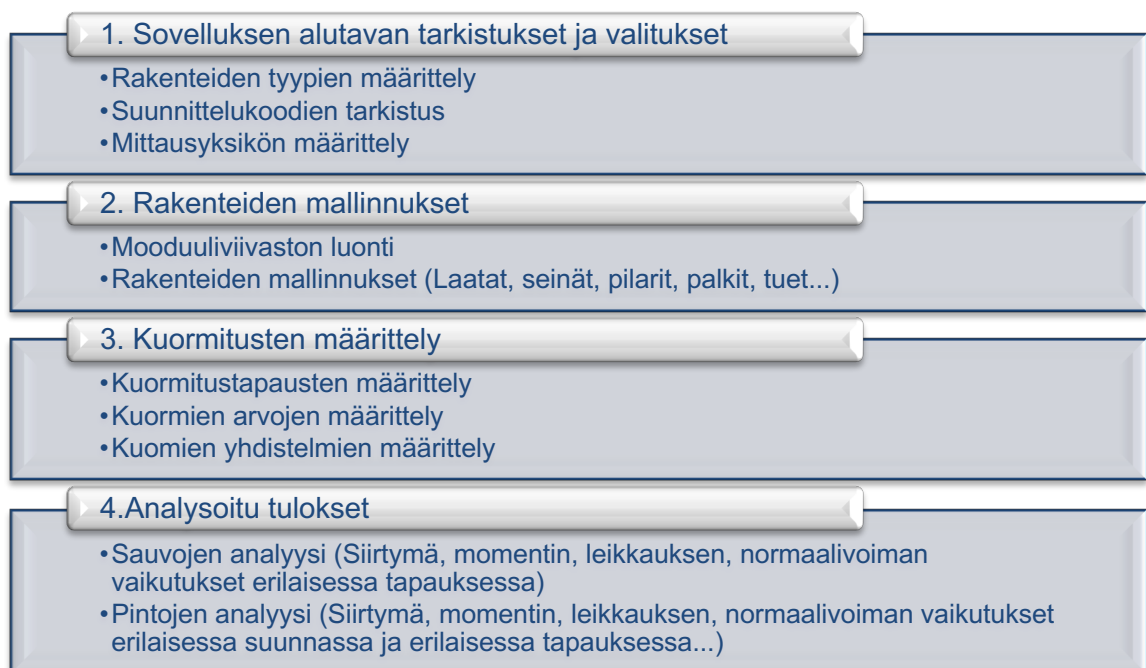 1. Sovelluksen alutavan tarkistukset ja valitukset
•Rakenteiden tyypien määrittely
•Suunnittelukoodien tarkistus
•Mittausyksikön määrittely
2. Rakenteiden mallinnukset
•Mooduuliviivaston luonti
•Rakenteiden mallinnukset (Laatat, seinät, pilarit, palkit, tuet...)
3. Kuormitusten määrittely
•Kuormitustapausten määrittely
•Kuormien arvojen määrittely
•Kuomien yhdistelmien määrittely
4.Analysoitu tulokset
•Sauvojen analyysi (Siirtymä, momentin, leikkauksen, normaalivoiman
vaikutukset erilaisessa tapauksessa)
•Pintojen analyysi (Siirtymä, momentin, leikkauksen, normaalivoiman vaikutukset
erilaisessa suunnassa ja erilaisessa tapauksessa...)